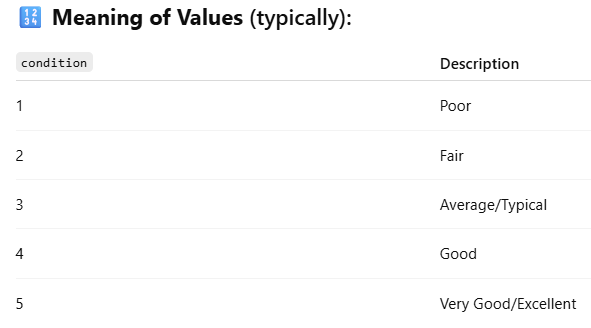 🔢 Meaning of Values (typically):
condition Description
1 Poor
2 Fair
3 Average/Typical
4 Good
5 Very Good/Excellent